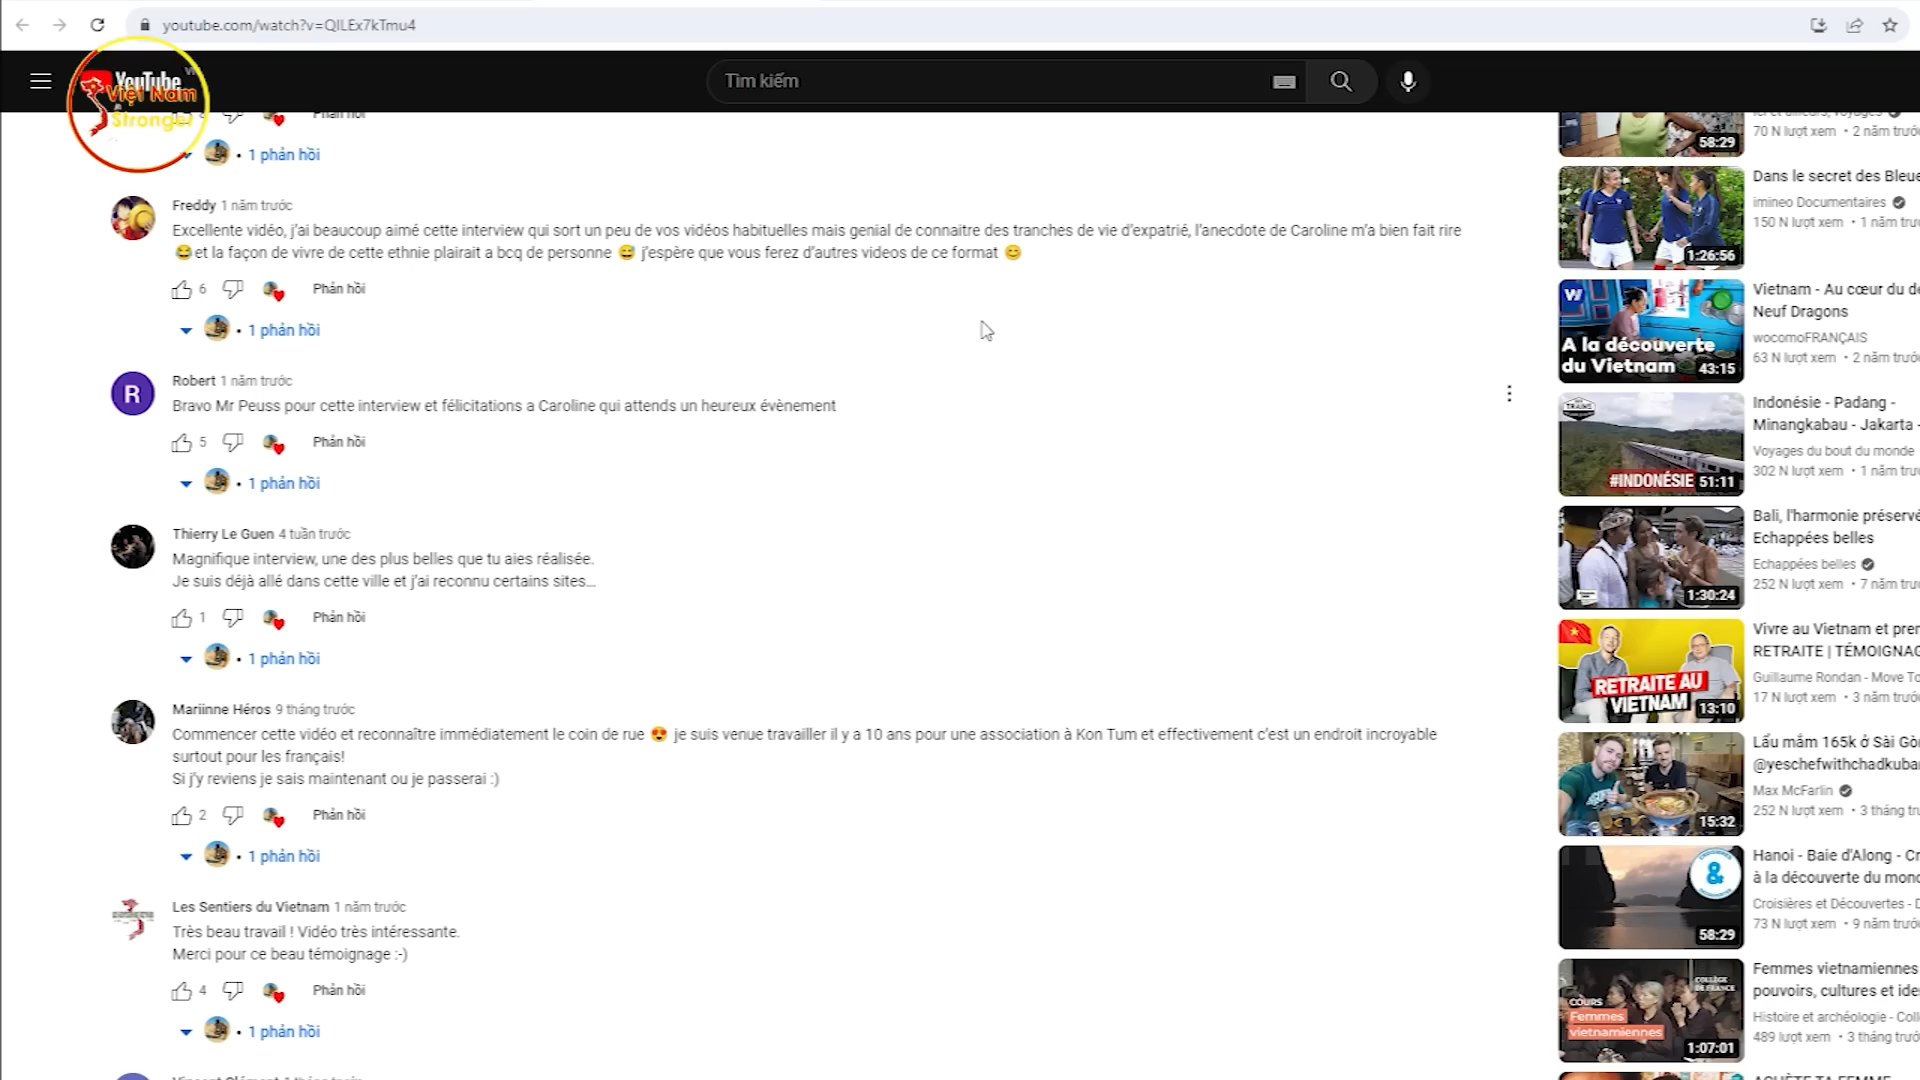 youtube.com/watch?v=QILEx7kTmu4
YouTube VN
Việt Nam
Stronger
Tìm kiếm
Phản hồi
1 phản hồi
Freddy 1 năm trước
Excellente vidéo, j'ai beaucoup aimé cette interview qui sort un peu de vos vidéos habituelles mais genial de connaitre des tranches de vie d'expatrié, l'anecdote de Caroline m'a bien fait rire
😂et la façon de vivre de cette ethnie plairait a bcq de personne 😅 j'espère que vous ferez d'autres videos de ce format 😊
6 Phản hồi
1 phản hồi
R
Robert 1 năm trước
Bravo Mr Peuss pour cette interview et félicitations a Caroline qui attends un heureux évènement
5 Phản hồi
1 phản hồi
Thierry Le Guen 4 tuần trước
Magnifique interview, une des plus belles que tu aies réalisée.
Je suis déjà allé dans cette ville et j'ai reconnu certains sites...
1 Phản hồi
1 phản hồi
Mariinne Héros 9 tháng trước
Commencer cette vidéo et reconnaître immédiatement le coin de rue 😍 je suis venue travailler il y a 10 ans pour une association à Kon Tum et effectivement c'est un endroit incroyable
surtout pour les français!
Si j'y reviens je sais maintenant ou je passerai :)
2 Phản hồi
1 phản hồi
Les Sentiers du Vietnam 1 năm trước
Très beau travail ! Vidéo très intéressante.
Merci pour ce beau témoignage :-)
4 Phản hồi
1 phản hồi
58:29
70 N lượt xem • 2 năm trước
1:26:56
Dans le secret des Bleue
imineo Documentaires
150 N lượt xem • 1 năm trư
A la découverte
du Vietnam 43:15
Vietnam - Au cœur du de
Neuf Dragons
wocomoFRANÇAIS
63 N lượt xem • 2 năm trướ
#INDONÉSIE 51:11
Indonésie - Padang -
Minangkabau - Jakarta -
Voyages du bout du monde
302 N lượt xem • 1 năm trư
1:30:24
Bali, l'harmonie préservé
Echappées belles
Echappées belles
252 N lượt xem • 7 năm trư
RETRAITE AU
VIETNAM 13:10
Vivre au Vietnam et pren
RETRAITE | TÉMOIGNAG
Guillaume Rondan - Move To
17 N lượt xem • 3 năm trướ
15:32
Lẩu mắm 165k ở Sài Gòn
@yeschefwithchadkuba
Max McFarlin
252 N lượt xem • 3 tháng trư
&
58:29
Hanoi - Baie d'Along - Cr
à la découverte du mond
Croisières et Découvertes - D
73 N lượt xem • 9 năm trướ
COLLÈGE
DE FRANCE
COURS
Femmes
vietnamiennes
1:07:01
Femmes vietnamiennes
pouvoirs, cultures et ide
Histoire et archéologie - Coll
489 lượt xem • 3 tháng trướ